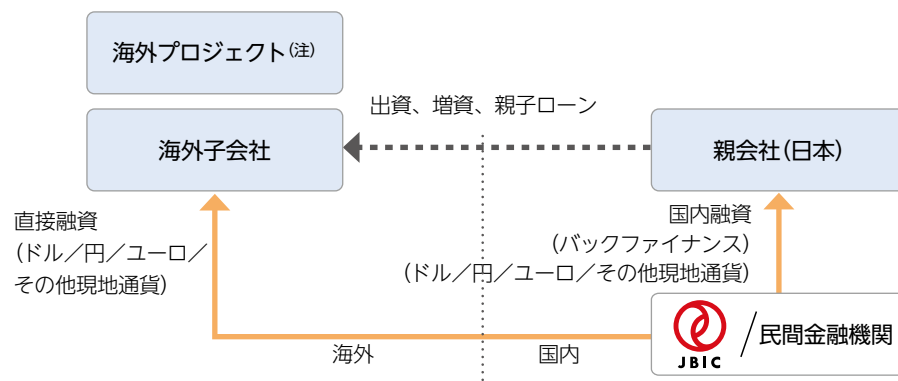 海外プロジェクト(注)
出資、増資、親子ローン
海外子会社
親会社(日本)
直接融資
(ドル／円／ユーロ／
その他現地通貨)
国内融資
(バックファイナンス)
(ドル／円／ユーロ／その他現地通貨)
JBIC
／民間金融機関
海外
国内